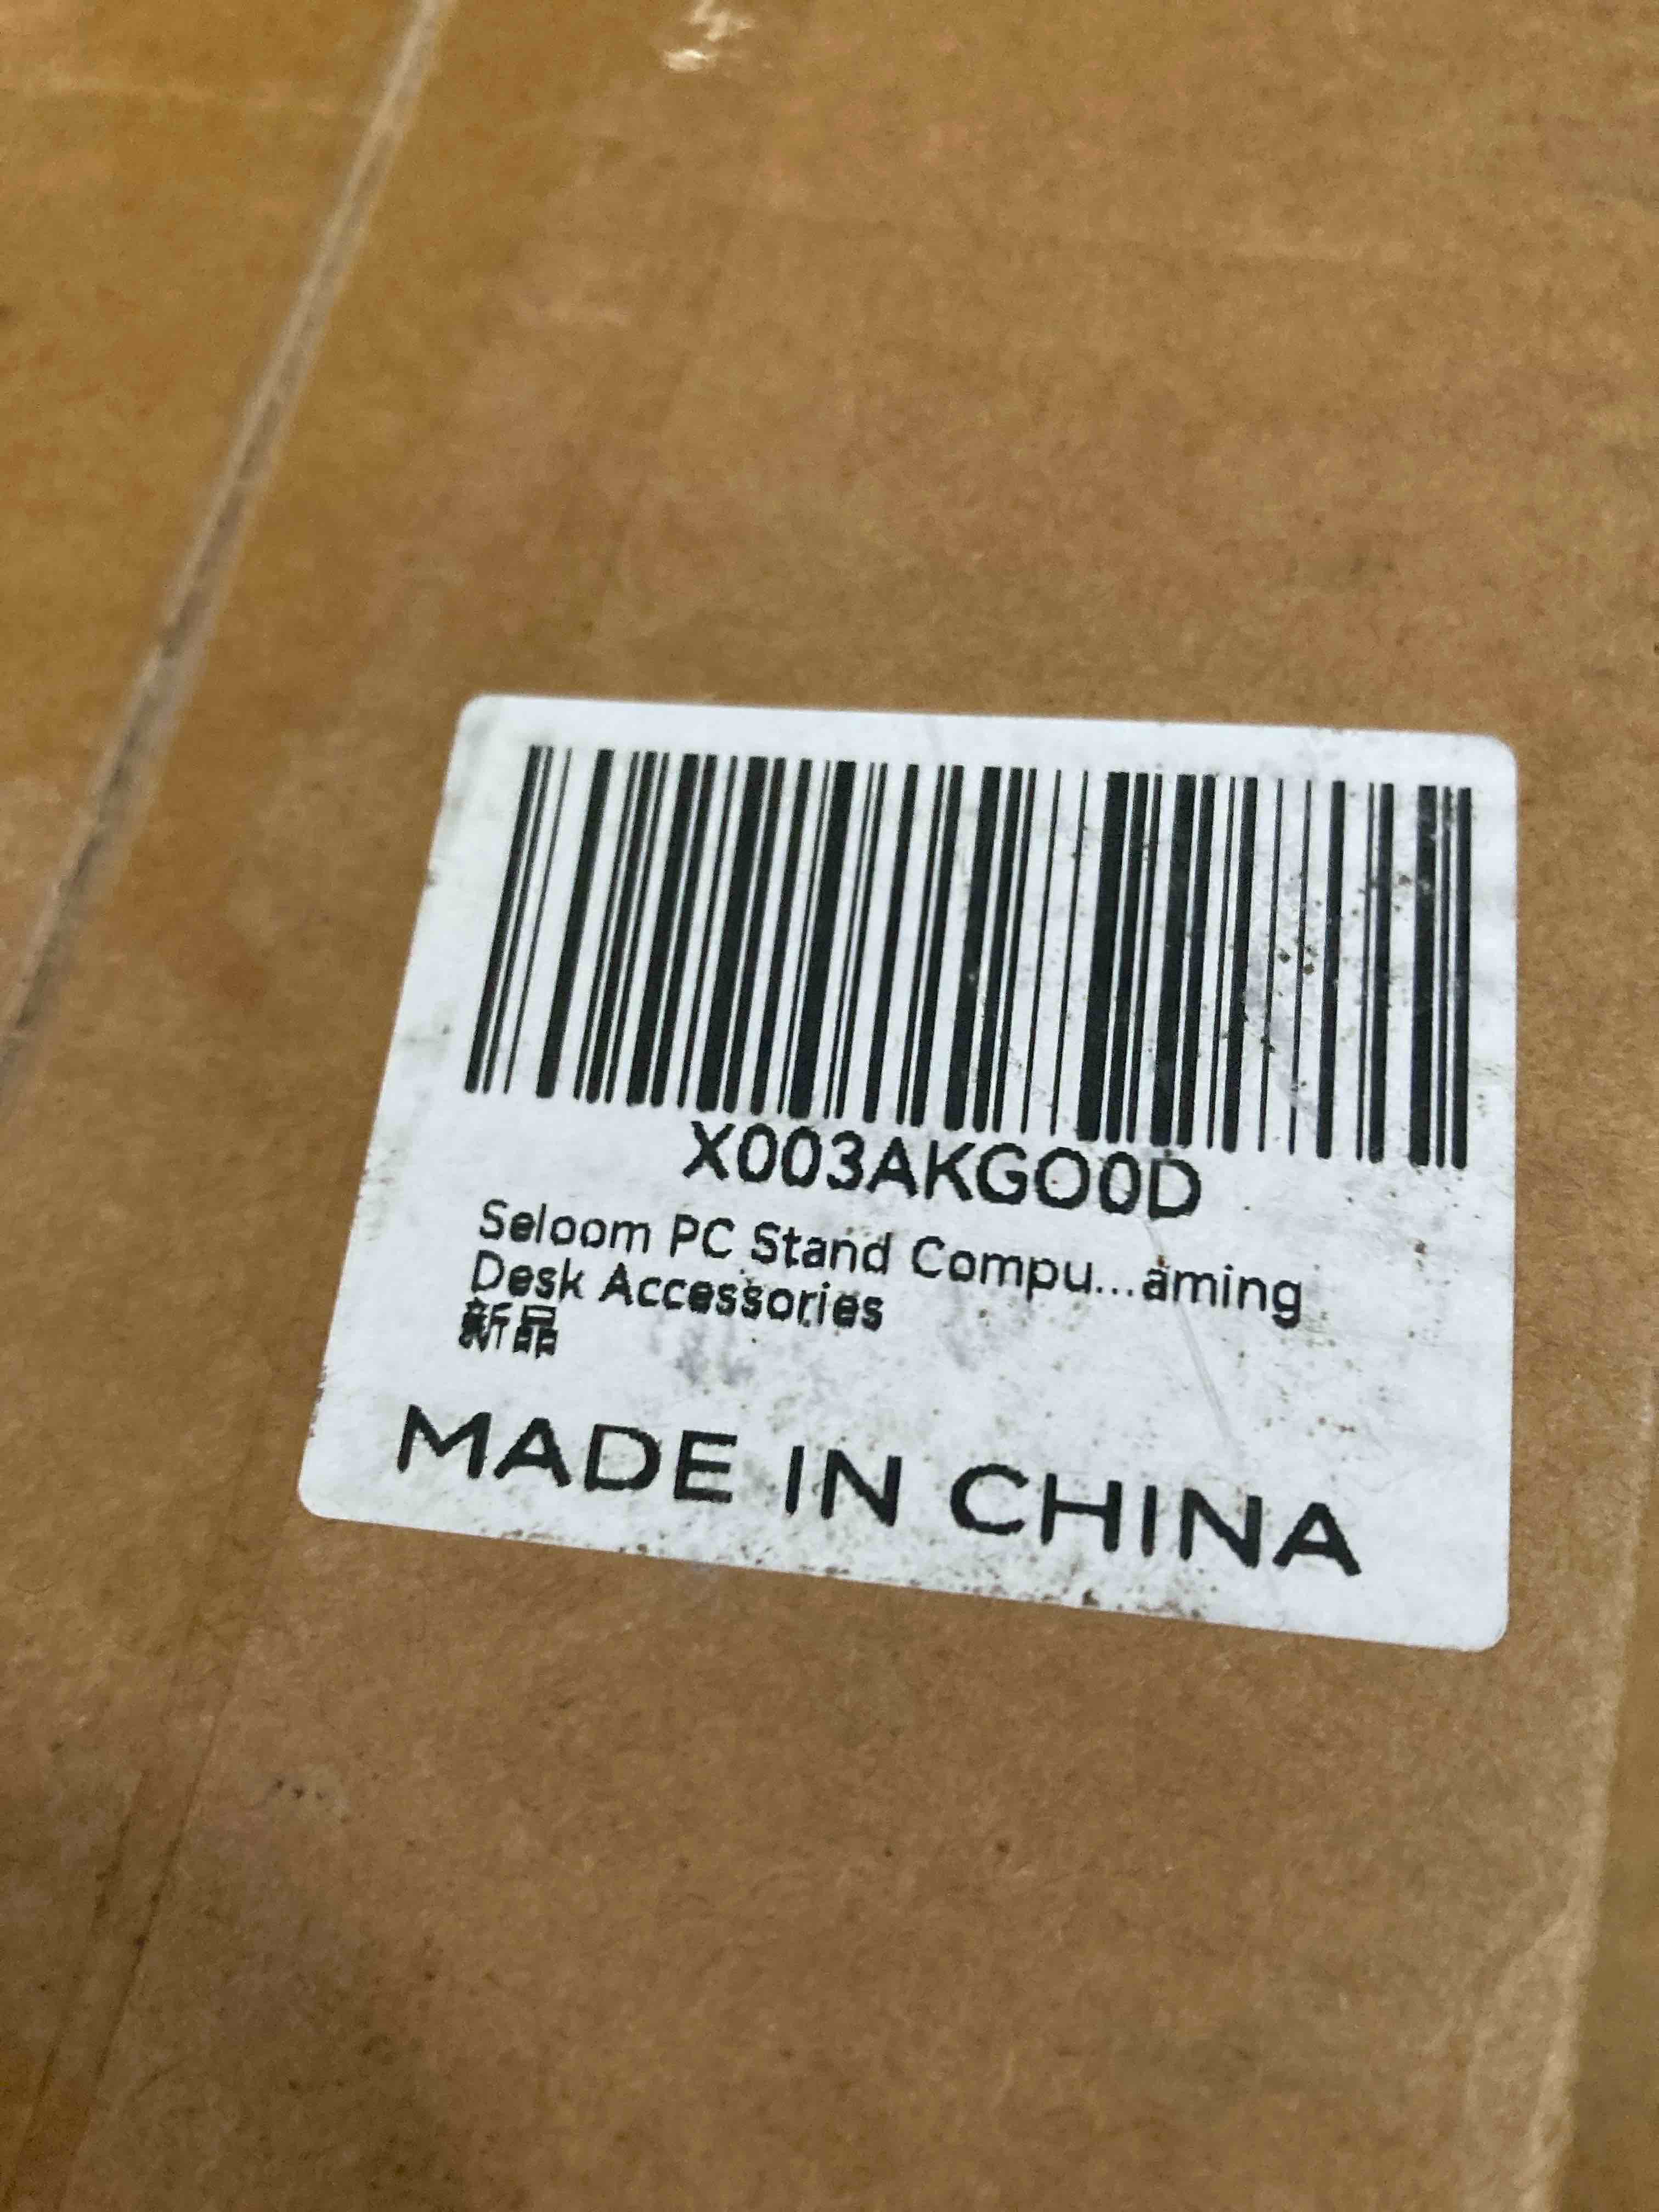 X003AKGO0D
Seloom PC Stand Compu...aming
Desk Accessories
新品
MADE IN CHINA